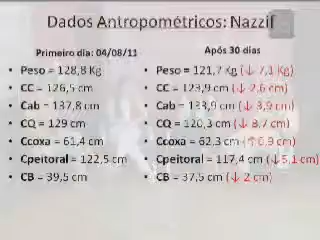 Dados Antropométricos: Nazzif
Primeiro dia: 04/08/11
• Peso = 128,8 Kg
• CC = 126,5 cm
• Cab = 137,8 cm
• CQ = 129 cm
• Ccoxa = 61,4 cm
• Cpeitoral = 122,5 cm
• CB = 39,5 cm
Após 30 dias
• Peso = 121,7 Kg (↓ 7,1 Kg)
• CC = 123,9 cm (↓ 2,6 cm)
• Cab = 133,9 cm (↓ 3,9 cm)
• CQ = 120,3 cm (↓ 8,7 cm)
• Ccoxa = 62,3 cm (↑ 0,9 cm)
• Cpeitoral = 117,4 cm (↓ 5,1 cm)
• CB = 37,5 cm (↓ 2 cm)